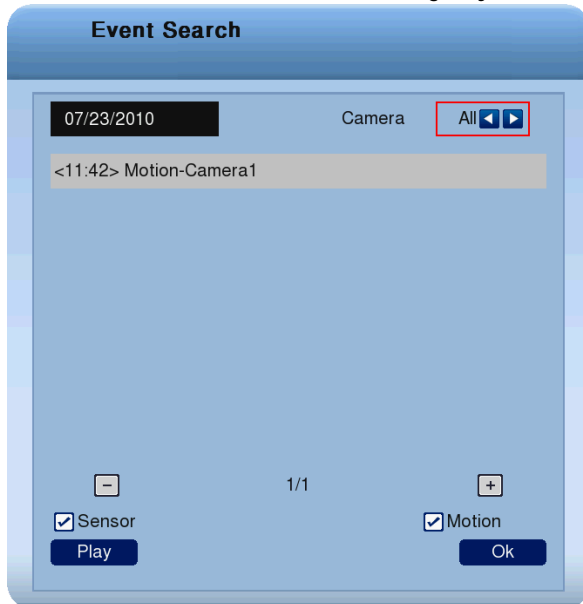 Event Search
07/23/2010 Camera All
<11:42> Motion-Camera1
- 1/1 +
Sensor Motion
Play Ok